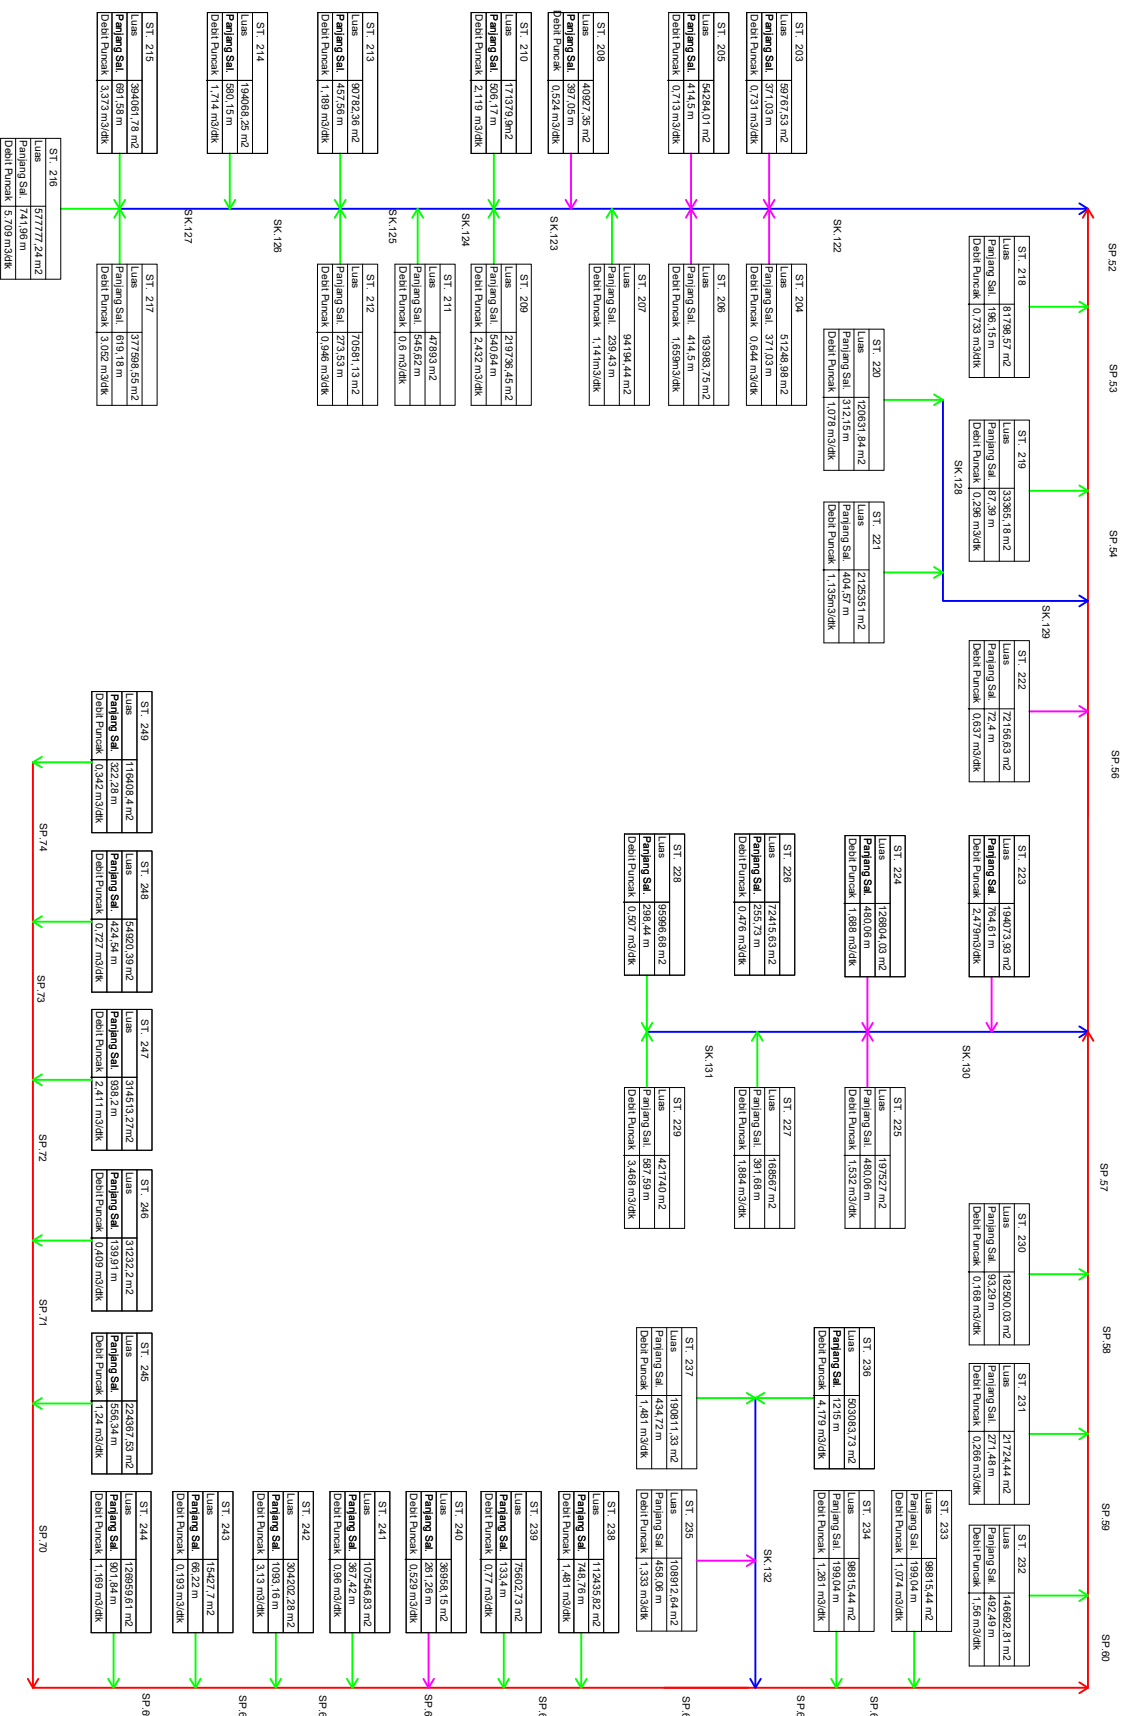 SP.52
SP.53
SP.54
SP.56
SP.57
SP.58
SP.59
SP.60
ST. 218
Luas 81798,57 m2
Panjang Sal. 196,15 m
Debit Puncak 0,733 m3/dtk
ST. 219
Luas 33365,18 m2
Panjang Sal. 87,39 m
Debit Puncak 0,296 m3/dtk
SK.129
ST. 222
Luas 72156,63 m2
Panjang Sal. 72,4 m
Debit Puncak 0,637 m3/dtk
ST. 223
Luas 194073,93 m2
Panjang Sal. 764,61 m
Debit Puncak 2,479m3/dtk
ST. 230
Luas 182500,03 m2
Panjang Sal. 93,29 m
Debit Puncak 0,168 m3/dtk
ST. 231
Luas 21724,44 m2
Panjang Sal. 271,48 m
Debit Puncak 0,266 m3/dtk
ST. 232
Luas 146692,81 m2
Panjang Sal. 492,49 m
Debit Puncak 1,56 m3/dtk
SK.128
SK.130
ST. 233
Luas 98815,44 m2
Panjang Sal. 199,04 m
Debit Puncak 1,074 m3/dtk
ST. 220
Luas 120631,84 m2
Panjang Sal. 312,15 m
Debit Puncak 1,078 m3/dtk
ST. 221
Luas 2125351 m2
Panjang Sal. 404,57 m
Debit Puncak 1,135m3/dtk
ST. 224
Luas 126804,03 m2
Panjang Sal. 480,06 m
Debit Puncak 1,688 m3/dtk
ST. 225
Luas 197527 m2
Panjang Sal. 480,06 m
Debit Puncak 1,532 m3/dtk
ST. 236
Luas 503083,73 m2
Panjang Sal. 1215 m
Debit Puncak 4,179 m3/dtk
ST. 234
Luas 98815,44 m2
Panjang Sal. 199,04 m
Debit Puncak 1,261 m3/dtk
SK.122
ST. 203
Luas 59767,53 m2
Panjang Sal. 371,03 m
Debit Puncak 0,731 m3/dtk
ST. 204
Luas 51248,98 m2
Panjang Sal. 371,03 m
Debit Puncak 0,644 m3/dtk
ST. 226
Luas 72415,63 m2
Panjang Sal. 255,73 m
Debit Puncak 0,476 m3/dtk
ST. 227
Luas 168567 m2
Panjang Sal. 391,68 m
Debit Puncak 1,884 m3/dtk
SK.132
SK.131
ST. 205
Luas 54284,01 m2
Panjang Sal. 414,5 m
Debit Puncak 0,713 m3/dtk
ST. 206
Luas 193983,75 m2
Panjang Sal. 414,5 m
Debit Puncak 1,659m3/dtk
ST. 228
Luas 95996,68 m2
Panjang Sal. 298,44 m
Debit Puncak 0,507 m3/dtk
ST. 229
Luas 421740 m2
Panjang Sal. 587,59 m
Debit Puncak 3,468 m3/dtk
ST. 237
Luas 190811,33 m2
Panjang Sal. 434,72 m
Debit Puncak 1,481 m3/dtk
ST. 235
Luas 108912,64 m2
Panjang Sal. 458,06 m
Debit Puncak 1,333 m3/dtk
ST. 208
Luas 40927,35 m2
Panjang Sal. 397,05 m
Debit Puncak 0,524 m3/dtk
ST. 207
Luas 94194,44 m2
Panjang Sal. 239,43 m
Debit Puncak 1,141m3/dtk
ST. 238
Luas 112435,82 m2
Panjang Sal. 748,76 m
Debit Puncak 1,481 m3/dtk
SK.123
ST. 210
Luas 171379,9m2
Panjang Sal. 506,17 m
Debit Puncak 2,119 m3/dtk
ST. 209
Luas 219736,45 m2
Panjang Sal. 540,64 m
Debit Puncak 2,432 m3/dtk
ST. 239
Luas 75602,73 m2
Panjang Sal. 133,4 m
Debit Puncak 0,77 m3/dtk
SK.124
ST. 211
Luas 47893 m2
Panjang Sal. 545,62 m
Debit Puncak 0,6 m3/dtk
ST. 240
Luas 36958,15 m2
Panjang Sal. 261,26 m
Debit Puncak 0,529 m3/dtk
SK.125
ST. 213
Luas 90782,36 m2
Panjang Sal. 457,56 m
Debit Puncak 1,189 m3/dtk
ST. 212
Luas 70581,13 m2
Panjang Sal. 273,53 m
Debit Puncak 0,946 m3/dtk
ST. 241
Luas 107546,83 m2
Panjang Sal. 367,42 m
Debit Puncak 0,96 m3/dtk
SK.126
ST. 214
Luas 194068,25 m2
Panjang Sal. 580,15 m
Debit Puncak 1,714 m3/dtk
ST. 242
Luas 304202,28 m2
Panjang Sal. 1093,16 m
Debit Puncak 3,13 m3/dtk
SK.127
ST. 243
Luas 15427,7 m2
Panjang Sal. 66,22 m
Debit Puncak 0,193 m3/dtk
ST. 215
Luas 394061,78 m2
Panjang Sal. 691,58 m
Debit Puncak 3,373 m3/dtk
ST. 217
Luas 377598,55 m2
Panjang Sal. 619,18 m
Debit Puncak 3,052 m3/dtk
ST. 249
Luas 116408,4 m2
Panjang Sal. 322,28 m
Debit Puncak 0,342 m3/dtk
ST. 248
Luas 54920,39 m2
Panjang Sal. 424,54 m
Debit Puncak 0,727 m3/dtk
ST. 247
Luas 314513,27m2
Panjang Sal. 938,2 m
Debit Puncak 2,411 m3/dtk
ST. 246
Luas 31232,2 m2
Panjang Sal. 139,91 m
Debit Puncak 0,409 m3/dtk
ST. 245
Luas 224367,53 m2
Panjang Sal. 556,34 m
Debit Puncak 1,24 m3/dtk
ST. 244
Luas 126959,61 m2
Panjang Sal. 901,84 m
Debit Puncak 1,169 m3/dtk
ST. 216
Luas 577777,24 m2
Panjang Sal. 741,96 m
Debit Puncak 5,709 m3/dtk
SP.74
SP.73
SP.72
SP.71
SP.70